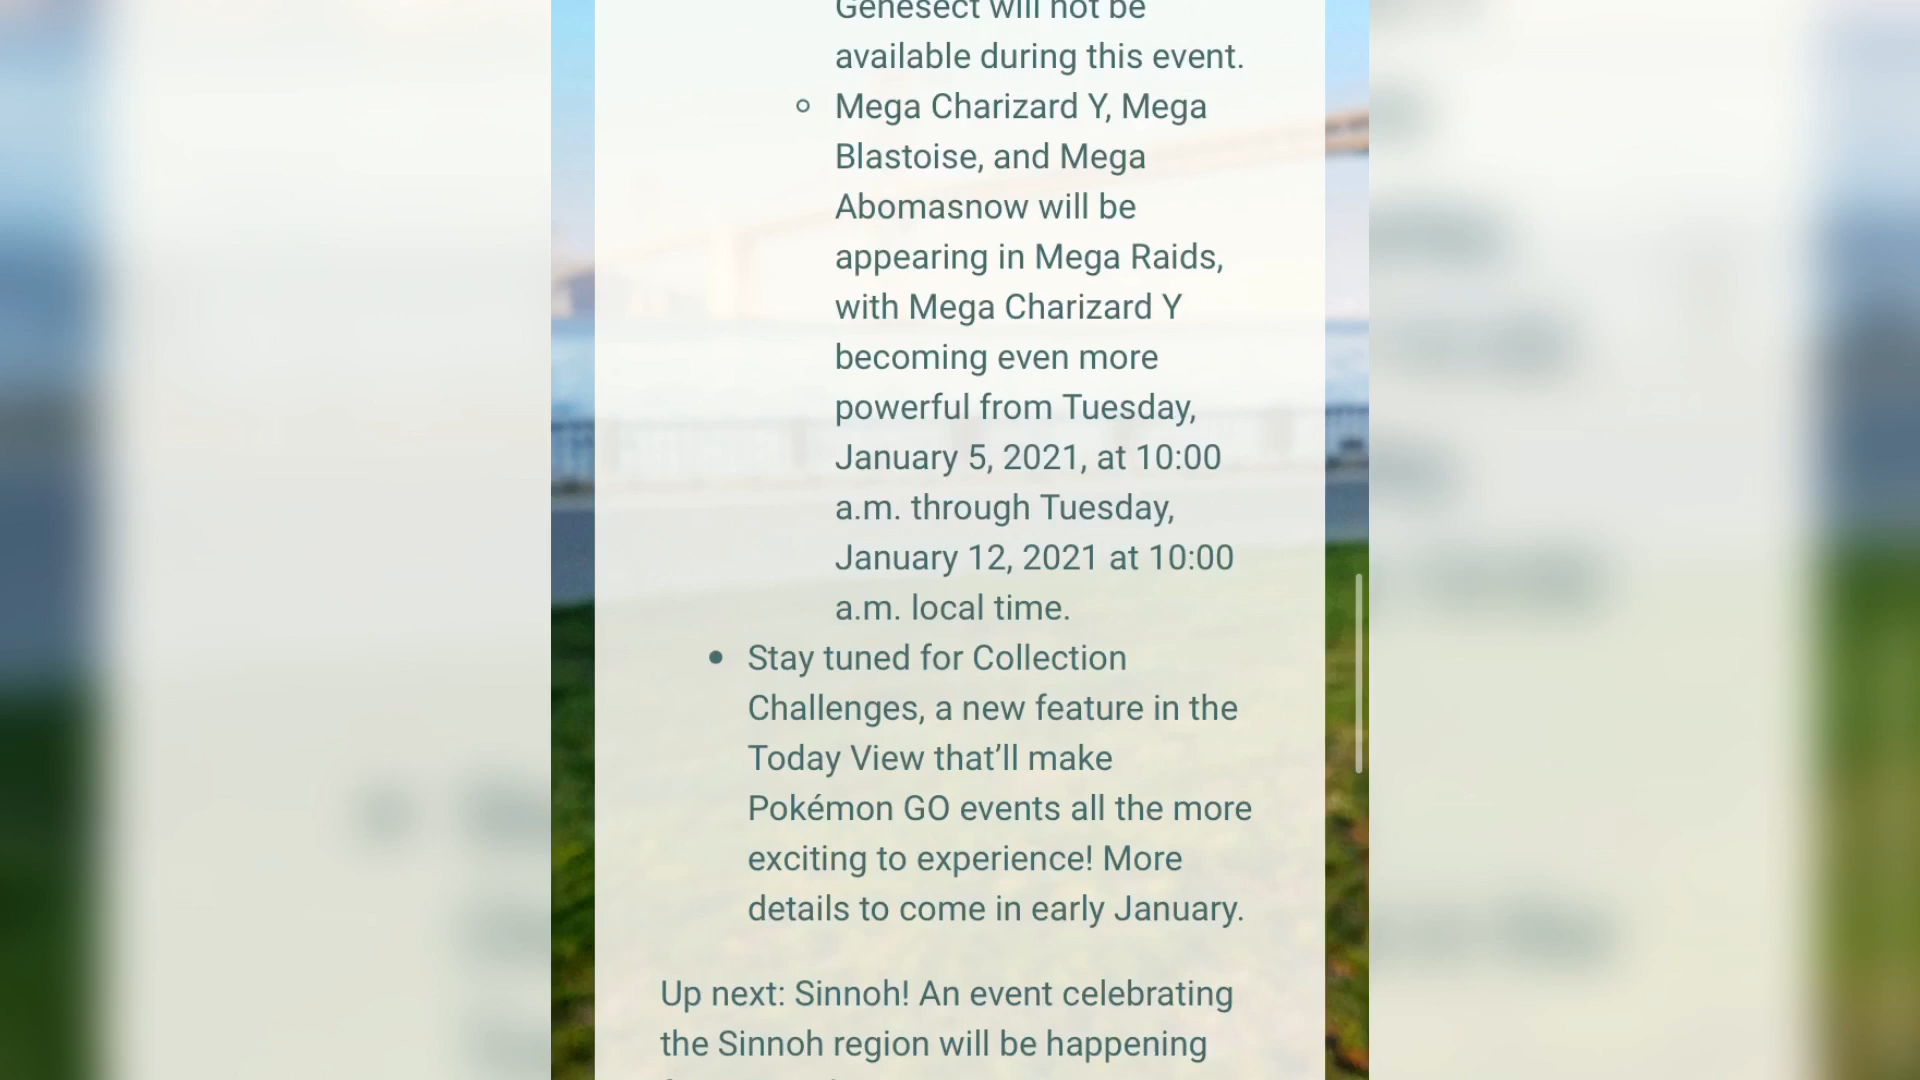 Genesect will not be
available during this event.
Mega Charizard Y, Mega
Blastoise, and Mega
Abomasnow will be
appearing in Mega Raids,
with Mega Charizard Y
becoming even more
powerful from Tuesday,
January 5, 2021, at 10:00
a.m. through Tuesday,
January 12, 2021 at 10:00
a.m. local time.
Stay tuned for Collection
Challenges, a new feature in the
Today View that’ll make
Pokémon GO events all the more
exciting to experience! More
details to come in early January.
Up next: Sinnoh! An event celebrating
the Sinnoh region will be happening